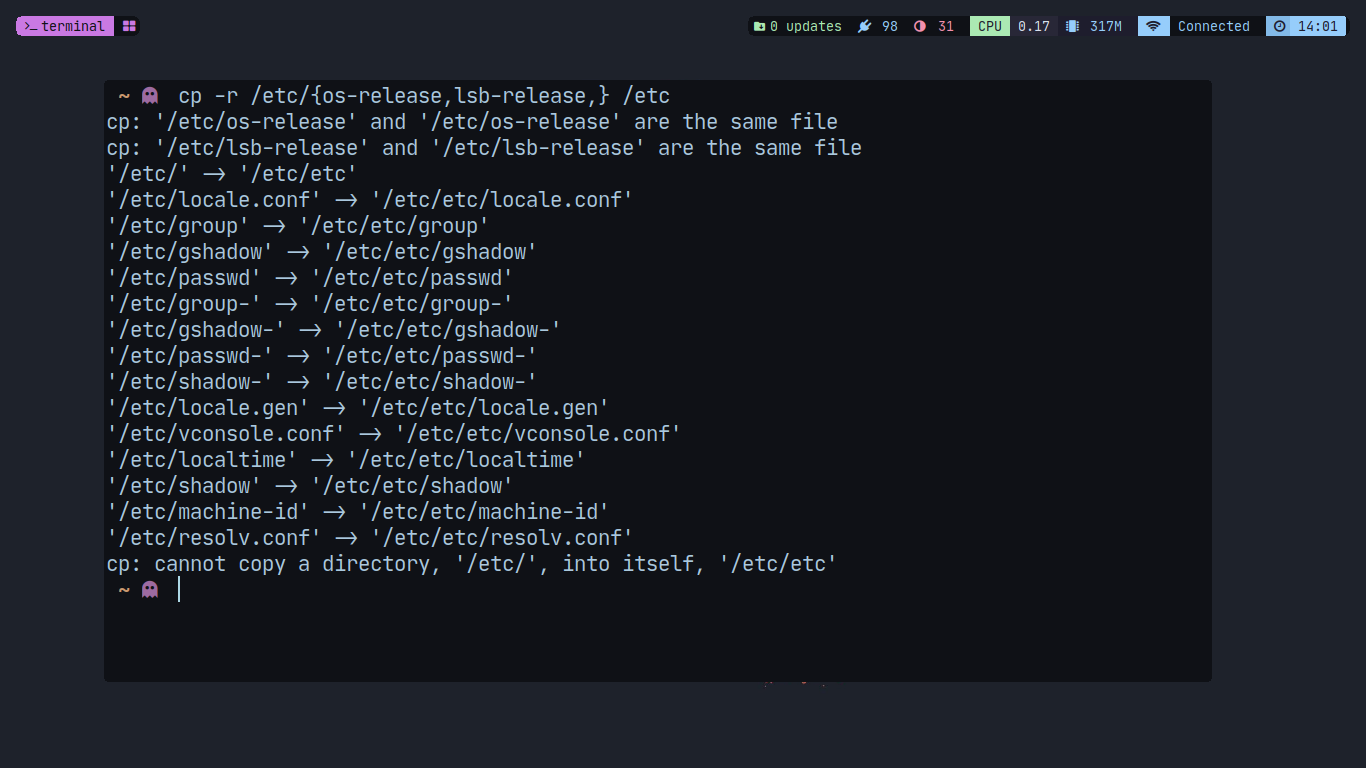 >_ terminal
0 updates 98 31 CPU 0.17 317M Connected 14:01
~ cp -r /etc/{os-release,lsb-release,} /etc
cp: '/etc/os-release' and '/etc/os-release' are the same file
cp: '/etc/lsb-release' and '/etc/lsb-release' are the same file
'/etc/' -> '/etc/etc'
'/etc/locale.conf' -> '/etc/etc/locale.conf'
'/etc/group' -> '/etc/etc/group'
'/etc/gshadow' -> '/etc/etc/gshadow'
'/etc/passwd' -> '/etc/etc/passwd'
'/etc/group-' -> '/etc/etc/group-'
'/etc/gshadow-' -> '/etc/etc/gshadow-'
'/etc/passwd-' -> '/etc/etc/passwd-'
'/etc/shadow-' -> '/etc/etc/shadow-'
'/etc/locale.gen' -> '/etc/etc/locale.gen'
'/etc/vconsole.conf' -> '/etc/etc/vconsole.conf'
'/etc/localtime' -> '/etc/etc/localtime'
'/etc/shadow' -> '/etc/etc/shadow'
'/etc/machine-id' -> '/etc/etc/machine-id'
'/etc/resolv.conf' -> '/etc/etc/resolv.conf'
cp: cannot copy a directory, '/etc/', into itself, '/etc/etc'
~